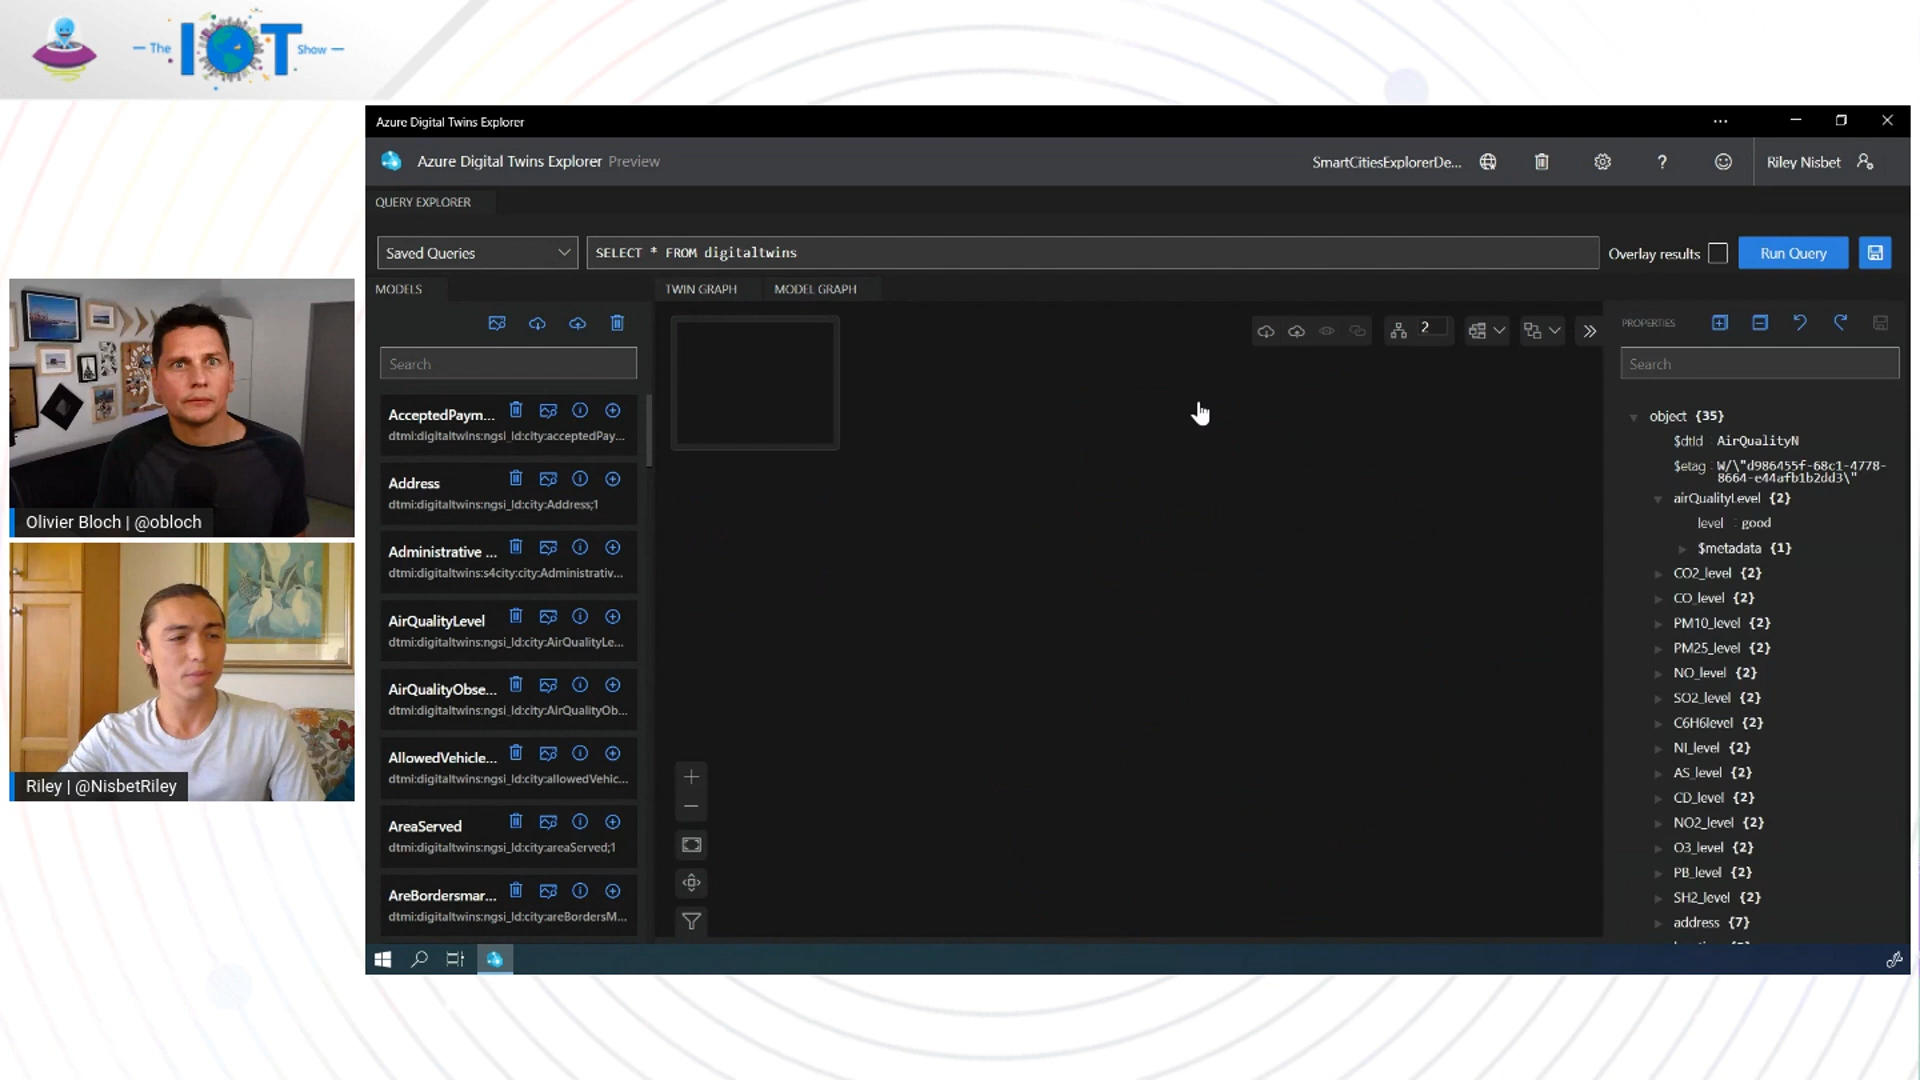 The IOT Show
Azure Digital Twins Explorer
Azure Digital Twins Explorer Preview
SmartCitiesExplorerDe...
Riley Nisbet
QUERY EXPLORER
Saved Queries
SELECT * FROM digitaltwins
Overlay results
Run Query
MODELS
TWIN GRAPH
MODEL GRAPH
Search
AcceptedPaym...
dtmi:digitaltwins:ngsi_ld:city:acceptedPay...
Address
dtmi:digitaltwins:ngsi_ld:city:Address;1
Administrative ...
dtmi:digitaltwins:s4city:city:Administrativ...
AirQualityLevel
dtmi:digitaltwins:ngsi_ld:city:AirQualityLe...
AirQualityObse...
dtmi:digitaltwins:ngsi_ld:city:AirQualityOb...
AllowedVehicle...
dtmi:digitaltwins:ngsi_ld:city:allowedVehic...
AreaServed
dtmi:digitaltwins:ngsi_ld:city:areaServed;1
AreBordersmar...
dtmi:digitaltwins:ngsi_ld:city:areBordersM...
2
PROPERTIES
Search
object {35}
$dtId : AirQualityN
$etag : W/\"d986455f-68c1-4778-
8664-e44afb1b2dd3\"
airQualityLevel {2}
level : good
$metadata {1}
CO2_level {2}
CO_level {2}
PM10_level {2}
PM25_level {2}
NO_level {2}
SO2_level {2}
C6H6level {2}
NI_level {2}
AS_level {2}
CD_level {2}
NO2_level {2}
O3_level {2}
PB_level {2}
SH2_level {2}
address {7}
Olivier Bloch | @obloch
Riley | @NisbetRiley